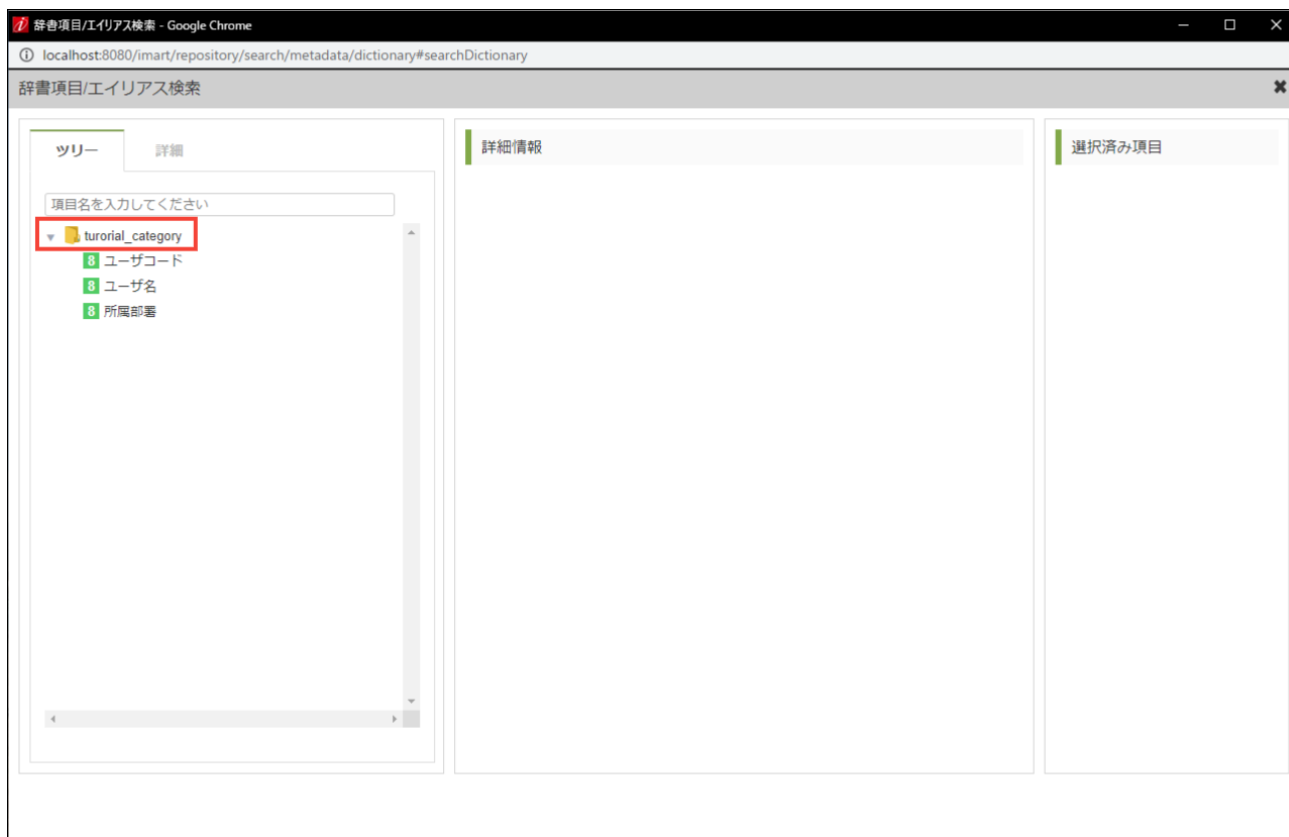 辞書項目/エイリアス検索 - Google Chrome
localhost:8080/imart/repository/search/metadata/dictionary#searchDictionary
辞書項目/エイリアス検索
ツリー 詳細
項目名を入力してください
turorial_category
8 ユーザコード
8 ユーザ名
8 所属部署
詳細情報
選択済み項目